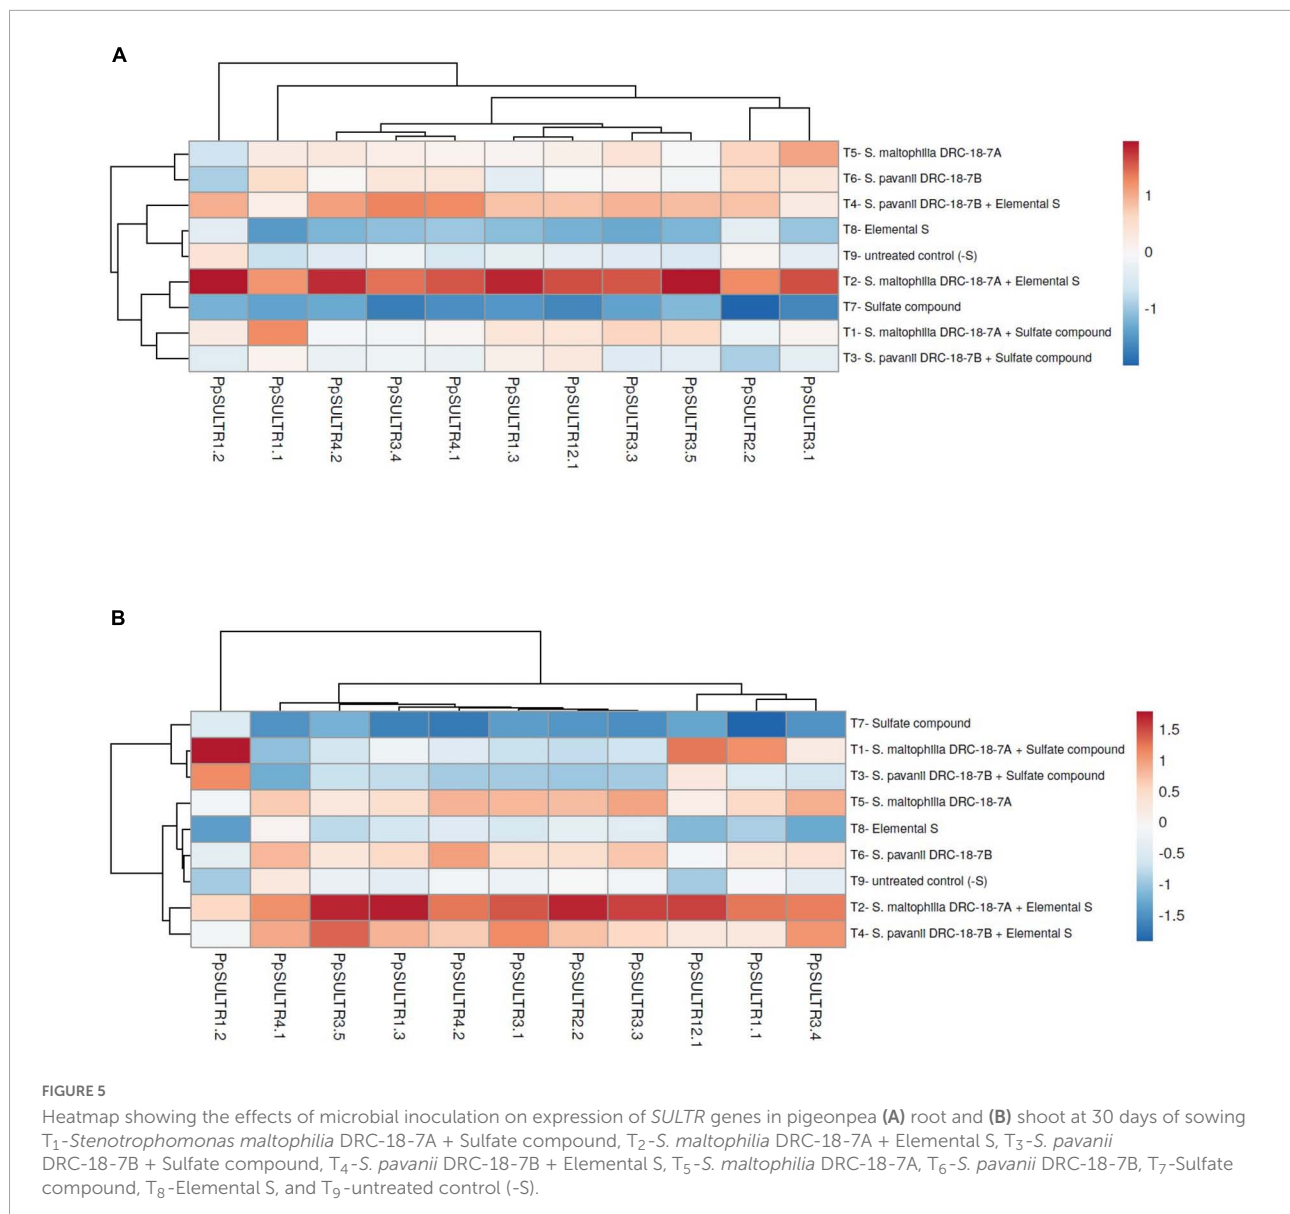 A
T5- S. maltophilia DRC-18-7A
T6- S. pavanii DRC-18-7B
T4- S. pavanii DRC-18-7B + Elemental S
T8- Elemental S
T9- untreated control (-S)
T2- S. maltophilia DRC-18-7A + Elemental S
T7- Sulfate compound
T1- S. maltophilia DRC-18-7A + Sulfate compound
T3- S. pavanii DRC-18-7B + Sulfate compound
1
0
-1
PpSULTR1.2
PpSULTR1.1
PpSULTR4.2
PpSULTR3.4
PpSULTR4.1
PpSULTR1.3
PpSULTR12.1
PpSULTR3.3
PpSULTR3.5
PpSULTR2.2
PpSULTR3.1
B
T7- Sulfate compound
T1- S. maltophilia DRC-18-7A + Sulfate compound
T3- S. pavanii DRC-18-7B + Sulfate compound
T5- S. maltophilia DRC-18-7A
T8- Elemental S
T6- S. pavanii DRC-18-7B
T9- untreated control (-S)
T2- S. maltophilia DRC-18-7A + Elemental S
T4- S. pavanii DRC-18-7B + Elemental S
1.5
1
0.5
0
-0.5
-1
-1.5
PpSULTR1.2
PpSULTR4.1
PpSULTR3.5
PpSULTR1.3
PpSULTR4.2
PpSULTR3.1
PpSULTR2.2
PpSULTR3.3
PpSULTR12.1
PpSULTR1.1
PpSULTR3.4
FIGURE 5
Heatmap showing the effects of microbial inoculation on expression of SULTR genes in pigeonpea (A) root and (B) shoot at 30 days of sowing
T1-Stenotrophomonas maltophilia DRC-18-7A + Sulfate compound, T2-S. maltophilia DRC-18-7A + Elemental S, T3-S. pavanii
DRC-18-7B + Sulfate compound, T4-S. pavanii DRC-18-7B + Elemental S, T5-S. maltophilia DRC-18-7A, T6-S. pavanii DRC-18-7B, T7-Sulfate
compound, T8-Elemental S, and T9-untreated control (-S).